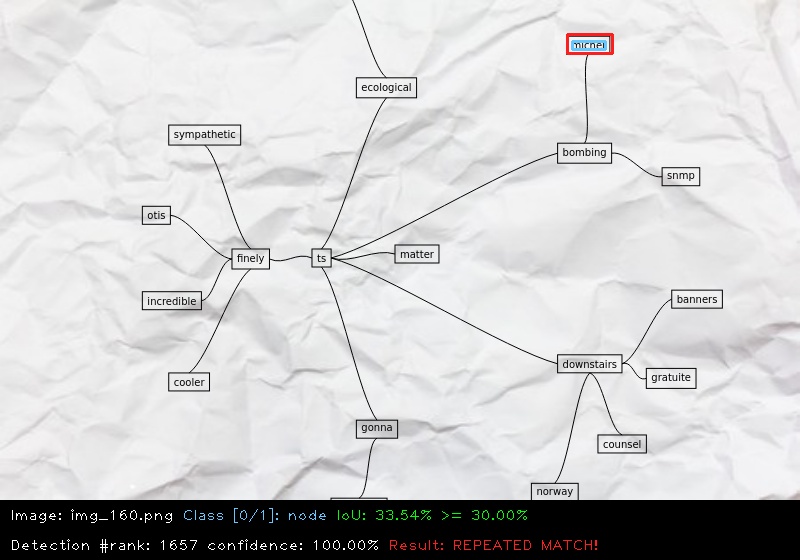 ecological
bombing
snmp
sympathetic
otis
finely
ts
matter
incredible
banners
cooler
downstairs
gratuite
gonna
counsel
norway
Image: img_160.png Class [0/1]: node IoU: 33.54% >= 30.00%
Detection #rank: 1657 confidence: 100.00% Result: REPEATED MATCH!